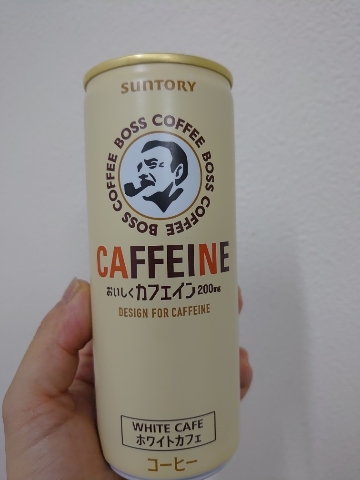 SUNTORY
BOSS COFFEE BOSS COFFEE BOSS COFFEE
CAFFEINE
おいしくカフェイン200mg
DESIGN FOR CAFFEINE
WHITE CAFE
ホワイトカフェ
コーヒー